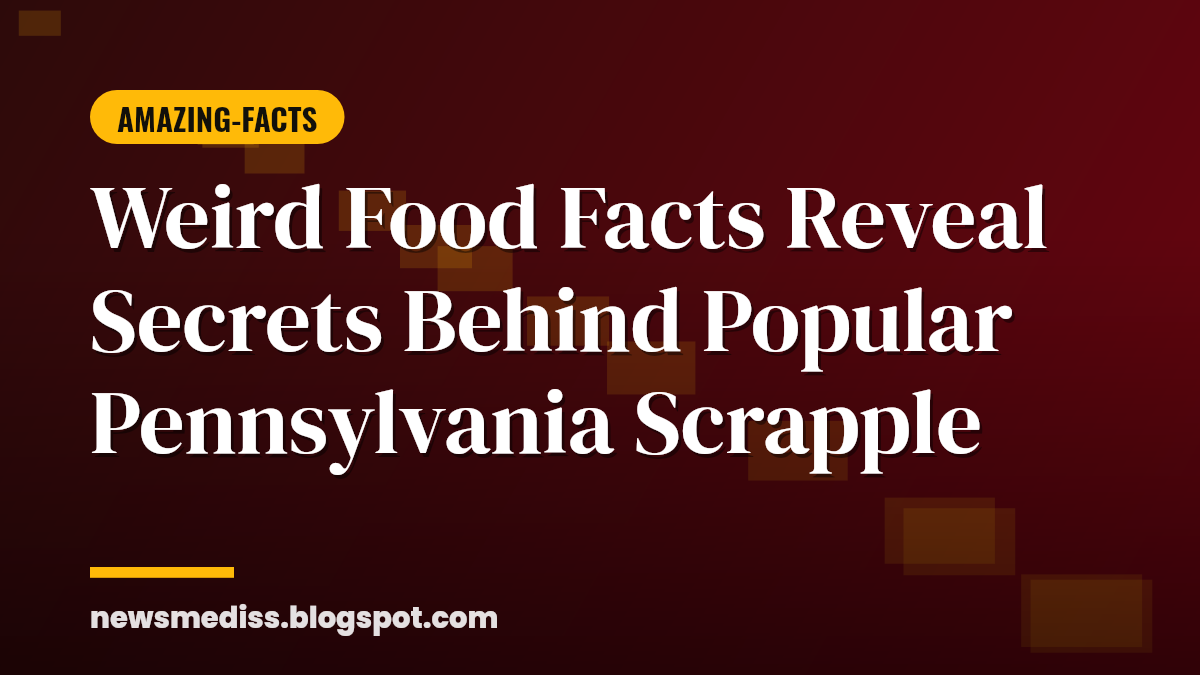 AMAZING-FACTS
Weird Food Facts Reveal
Secrets Behind Popular
Pennsylvania Scrapple
newsmediss.blogspot.com